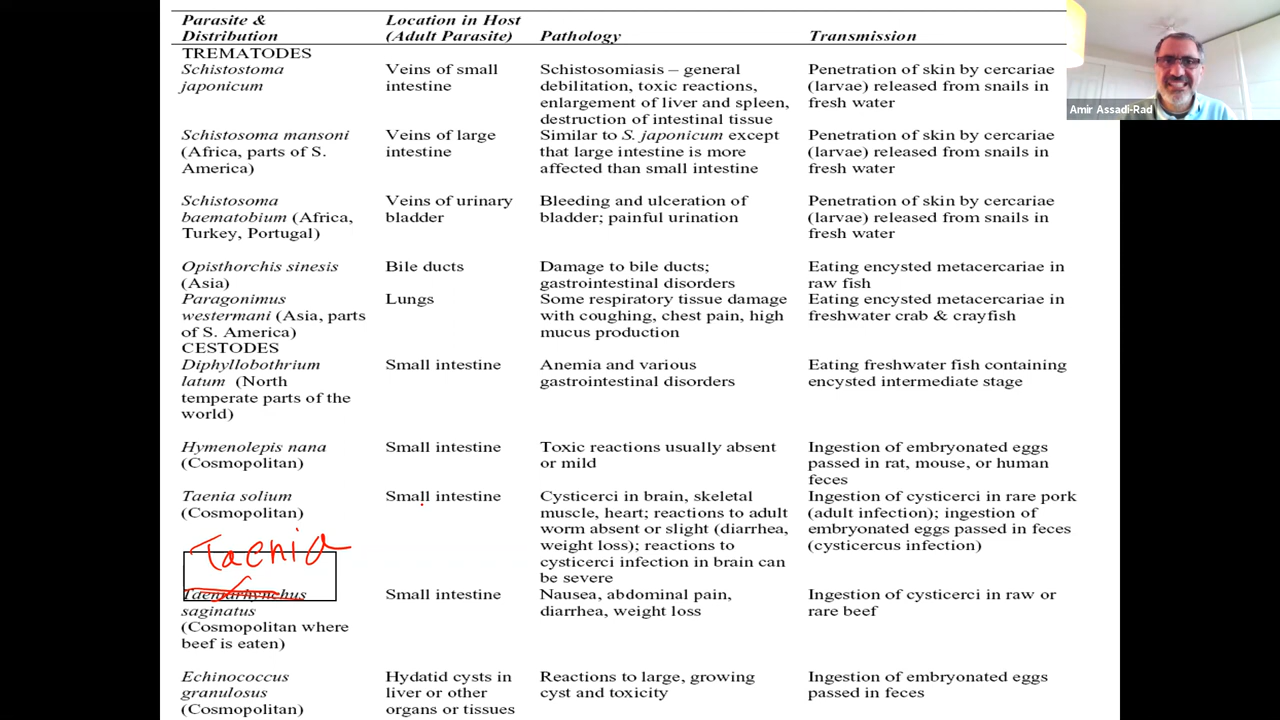 Parasite & Distribution
Location in Host (Adult Parasite)
Pathology
Transmission
TREMATODES
Schistostoma japonicum
Veins of small intestine
Schistosomiasis – general debilitation, toxic reactions, enlargement of liver and spleen, destruction of intestinal tissue
Penetration of skin by cercariae (larvae) released from snails in fresh water
Schistosoma mansoni (Africa, parts of S. America)
Veins of large intestine
Similar to S. japonicum except that large intestine is more affected than small intestine
Penetration of skin by cercariae (larvae) released from snails in fresh water
Schistosoma baematobium (Africa, Turkey, Portugal)
Veins of urinary bladder
Bleeding and ulceration of bladder; painful urination
Penetration of skin by cercariae (larvae) released from snails in fresh water
Opisthorchis sinesis (Asia)
Bile ducts
Damage to bile ducts; gastrointestinal disorders
Eating encysted metacercariae in raw fish
Paragonimus westermani (Asia, parts of S. America)
Lungs
Some respiratory tissue damage with coughing, chest pain, high mucus production
Eating encysted metacercariae in freshwater crab & crayfish
CESTODES
Diphyllobothrium latum (North temperate parts of the world)
Small intestine
Anemia and various gastrointestinal disorders
Eating freshwater fish containing encysted intermediate stage
Hymenolepis nana (Cosmopolitan)
Small intestine
Toxic reactions usually absent or mild
Ingestion of embryonated eggs passed in rat, mouse, or human feces
Taenia solium (Cosmopolitan)
Small intestine
Cysticerci in brain, skeletal muscle, heart; reactions to adult worm absent or slight (diarrhea, weight loss); reactions to cysticerci infection in brain can be severe
Ingestion of cysticerci in rare pork (adult infection); ingestion of embryonated eggs passed in feces (cysticercus infection)
Taenia
Taeniarhynchus saginatus (Cosmopolitan where beef is eaten)
Small intestine
Nausea, abdominal pain, diarrhea, weight loss
Ingestion of cysticerci in raw or rare beef
Echinococcus granulosus (Cosmopolitan)
Hydatid cysts in liver or other organs or tissues
Reactions to large, growing cyst and toxicity
Ingestion of embryonated eggs passed in feces
Amir Assadi-Rad